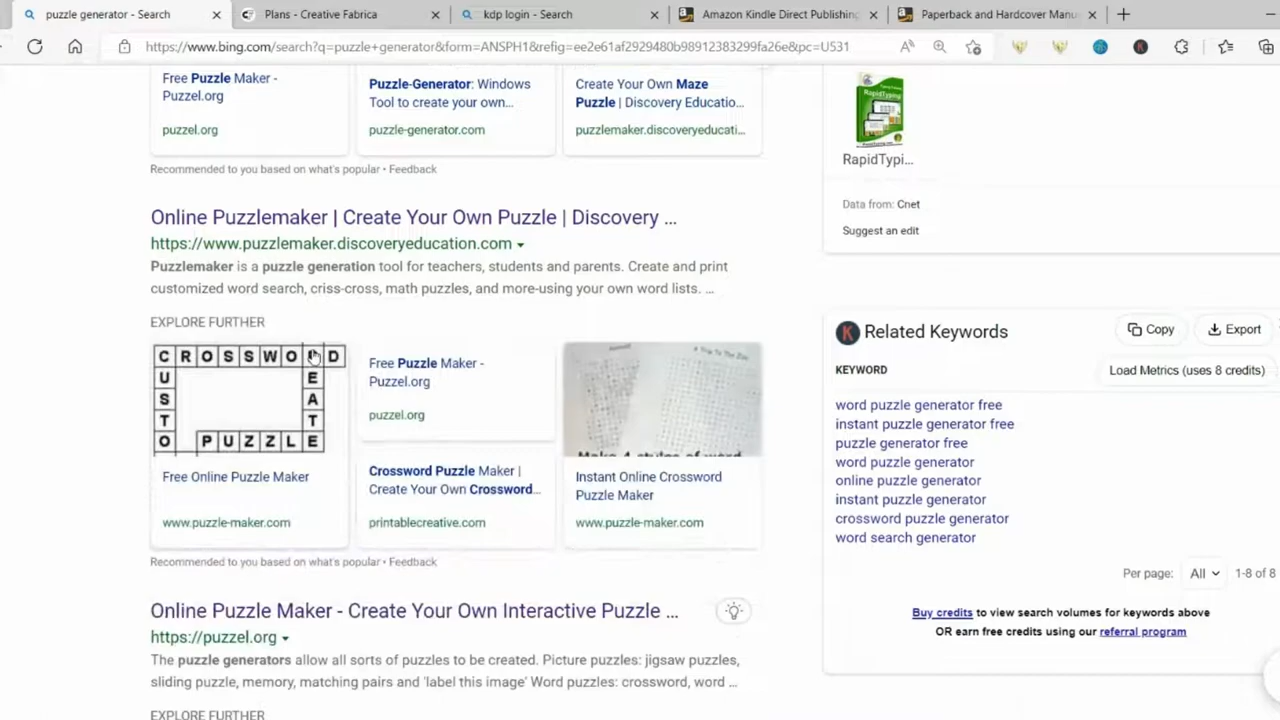 puzzle generator - Search
Plans - Creative Fabrica
kdp login - Search
Amazon Kindle Direct Publishing
Paperback and Hardcover Manu
https://www.bing.com/search?q=puzzle+generator&form=ANSPH1&refig=ee2e61af2929480b98912383299fa26e&pc=U531
Free Puzzle Maker -
Puzzel.org
puzzel.org
Puzzle-Generator: Windows
Tool to create your own...
puzzle-generator.com
Create Your Own Maze
Puzzle | Discovery Educatio...
puzzlemaker.discoveryeducati...
Recommended to you based on what's popular • Feedback
Online Puzzlemaker | Create Your Own Puzzle | Discovery ...
https://www.puzzlemaker.discoveryeducation.com
Puzzlemaker is a puzzle generation tool for teachers, students and parents. Create and print
customized word search, criss-cross, math puzzles, and more-using your own word lists. ...
EXPLORE FURTHER
CROSSWO D
U E
S A
T T
O PUZZLE
Free Online Puzzle Maker
www.puzzle-maker.com
Free Puzzle Maker -
Puzzel.org
puzzel.org
Crossword Puzzle Maker |
Create Your Own Crossword...
printablecreative.com
Instant Online Crossword
Puzzle Maker
www.puzzle-maker.com
Recommended to you based on what's popular • Feedback
Online Puzzle Maker - Create Your Own Interactive Puzzle ...
https://puzzel.org
The puzzle generators allow all sorts of puzzles to be created. Picture puzzles: jigsaw puzzles,
sliding puzzle, memory, matching pairs and 'label this image' Word puzzles: crossword, word ...
EXPLORE FURTHER
RapidTyping
RapidTypi...
Data from: Cnet
Suggest an edit
K Related Keywords
Copy
Export
KEYWORD
Load Metrics (uses 8 credits)
word puzzle generator free
instant puzzle generator free
puzzle generator free
word puzzle generator
online puzzle generator
instant puzzle generator
crossword puzzle generator
word search generator
Per page: All 1-8 of 8
Buy credits to view search volumes for keywords above
OR earn free credits using our referral program